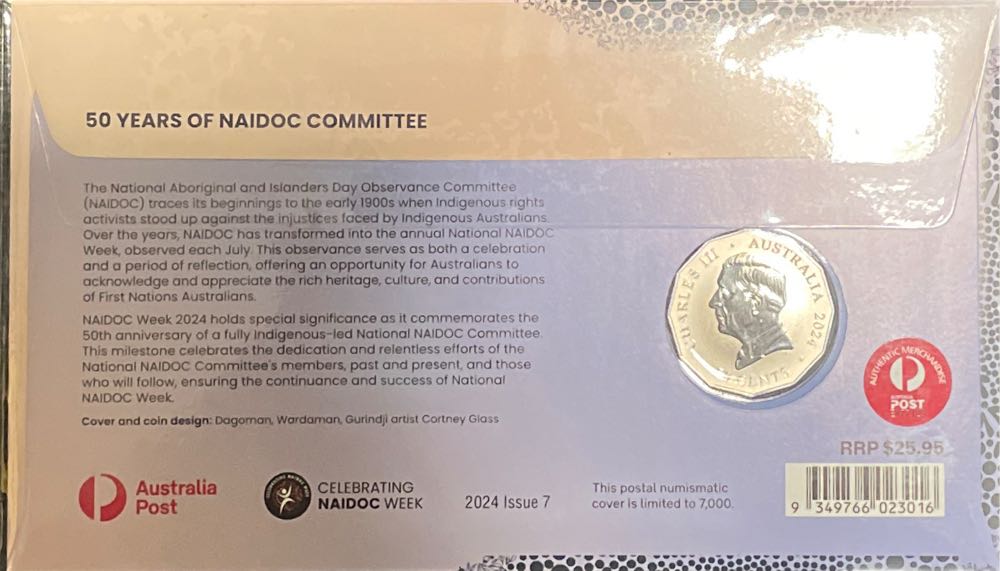 50 YEARS OF NAIDOC COMMITTEE
The National Aboriginal and Islanders Day Observance Committee
(NAIDOC) traces its beginnings to the early 1900s when Indigenous rights
activists stood up against the injustices faced by Indigenous Australians.
Over the years, NAIDOC has transformed into the annual National NAIDOC
Week, observed each July. This observance serves as both a celebration
and a period of reflection, offering an opportunity for Australians to
acknowledge and appreciate the rich heritage, culture, and contributions
of First Nations Australians.
NAIDOC Week 2024 holds special significance as it commemorates the
50th anniversary of a fully Indigenous-led National NAIDOC Committee.
This milestone celebrates the dedication and relentless efforts of the
National NAIDOC Committee's members, past and present, and those
who will follow, ensuring the continuance and success of National
NAIDOC Week.
Cover and coin design: Dagoman, Wardaman, Gurindji artist Cortney Glass
CHARLES III • AUSTRALIA 2024 •
CENTS
AUTHENTIC MERCHANDISE
AUSTRALIA
POST
RRP $25.95
9 349766 023016
Australia
Post
CELEBRATING
NAIDOC WEEK
2024 Issue 7
This postal numismatic
cover is limited to 7,000.